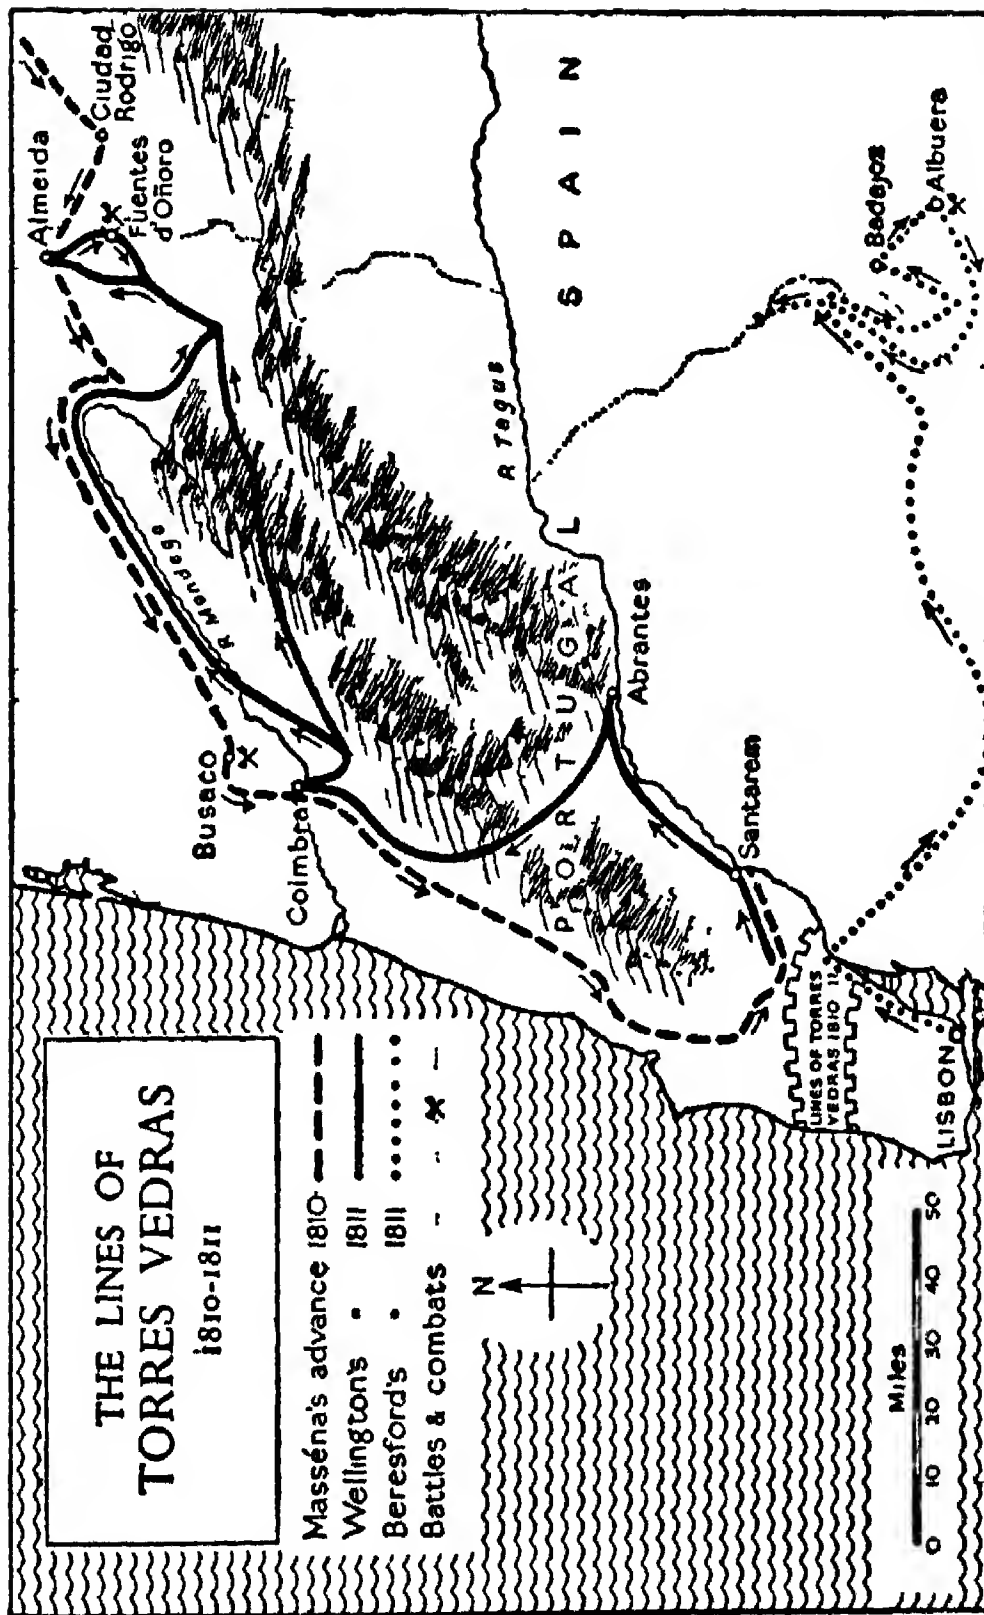 THE LINES OF
TORRES VEDRAS
1810-1811
Masséna's advance 1810
Wellington's " 1811
Beresford's " 1811
Battles & combats
N
Miles
0 10 20 30 40 50
Almeida
Ciudad
Rodrigo
Fuentes
d'Oñoro
R Mondego
Busaco
Coimbra
SPAIN
R Tagus
PORTUGAL
Abrantes
Santarem
Badajoz
Albuera
LINES OF TORRES
VEDRAS 1810 11
LISBON